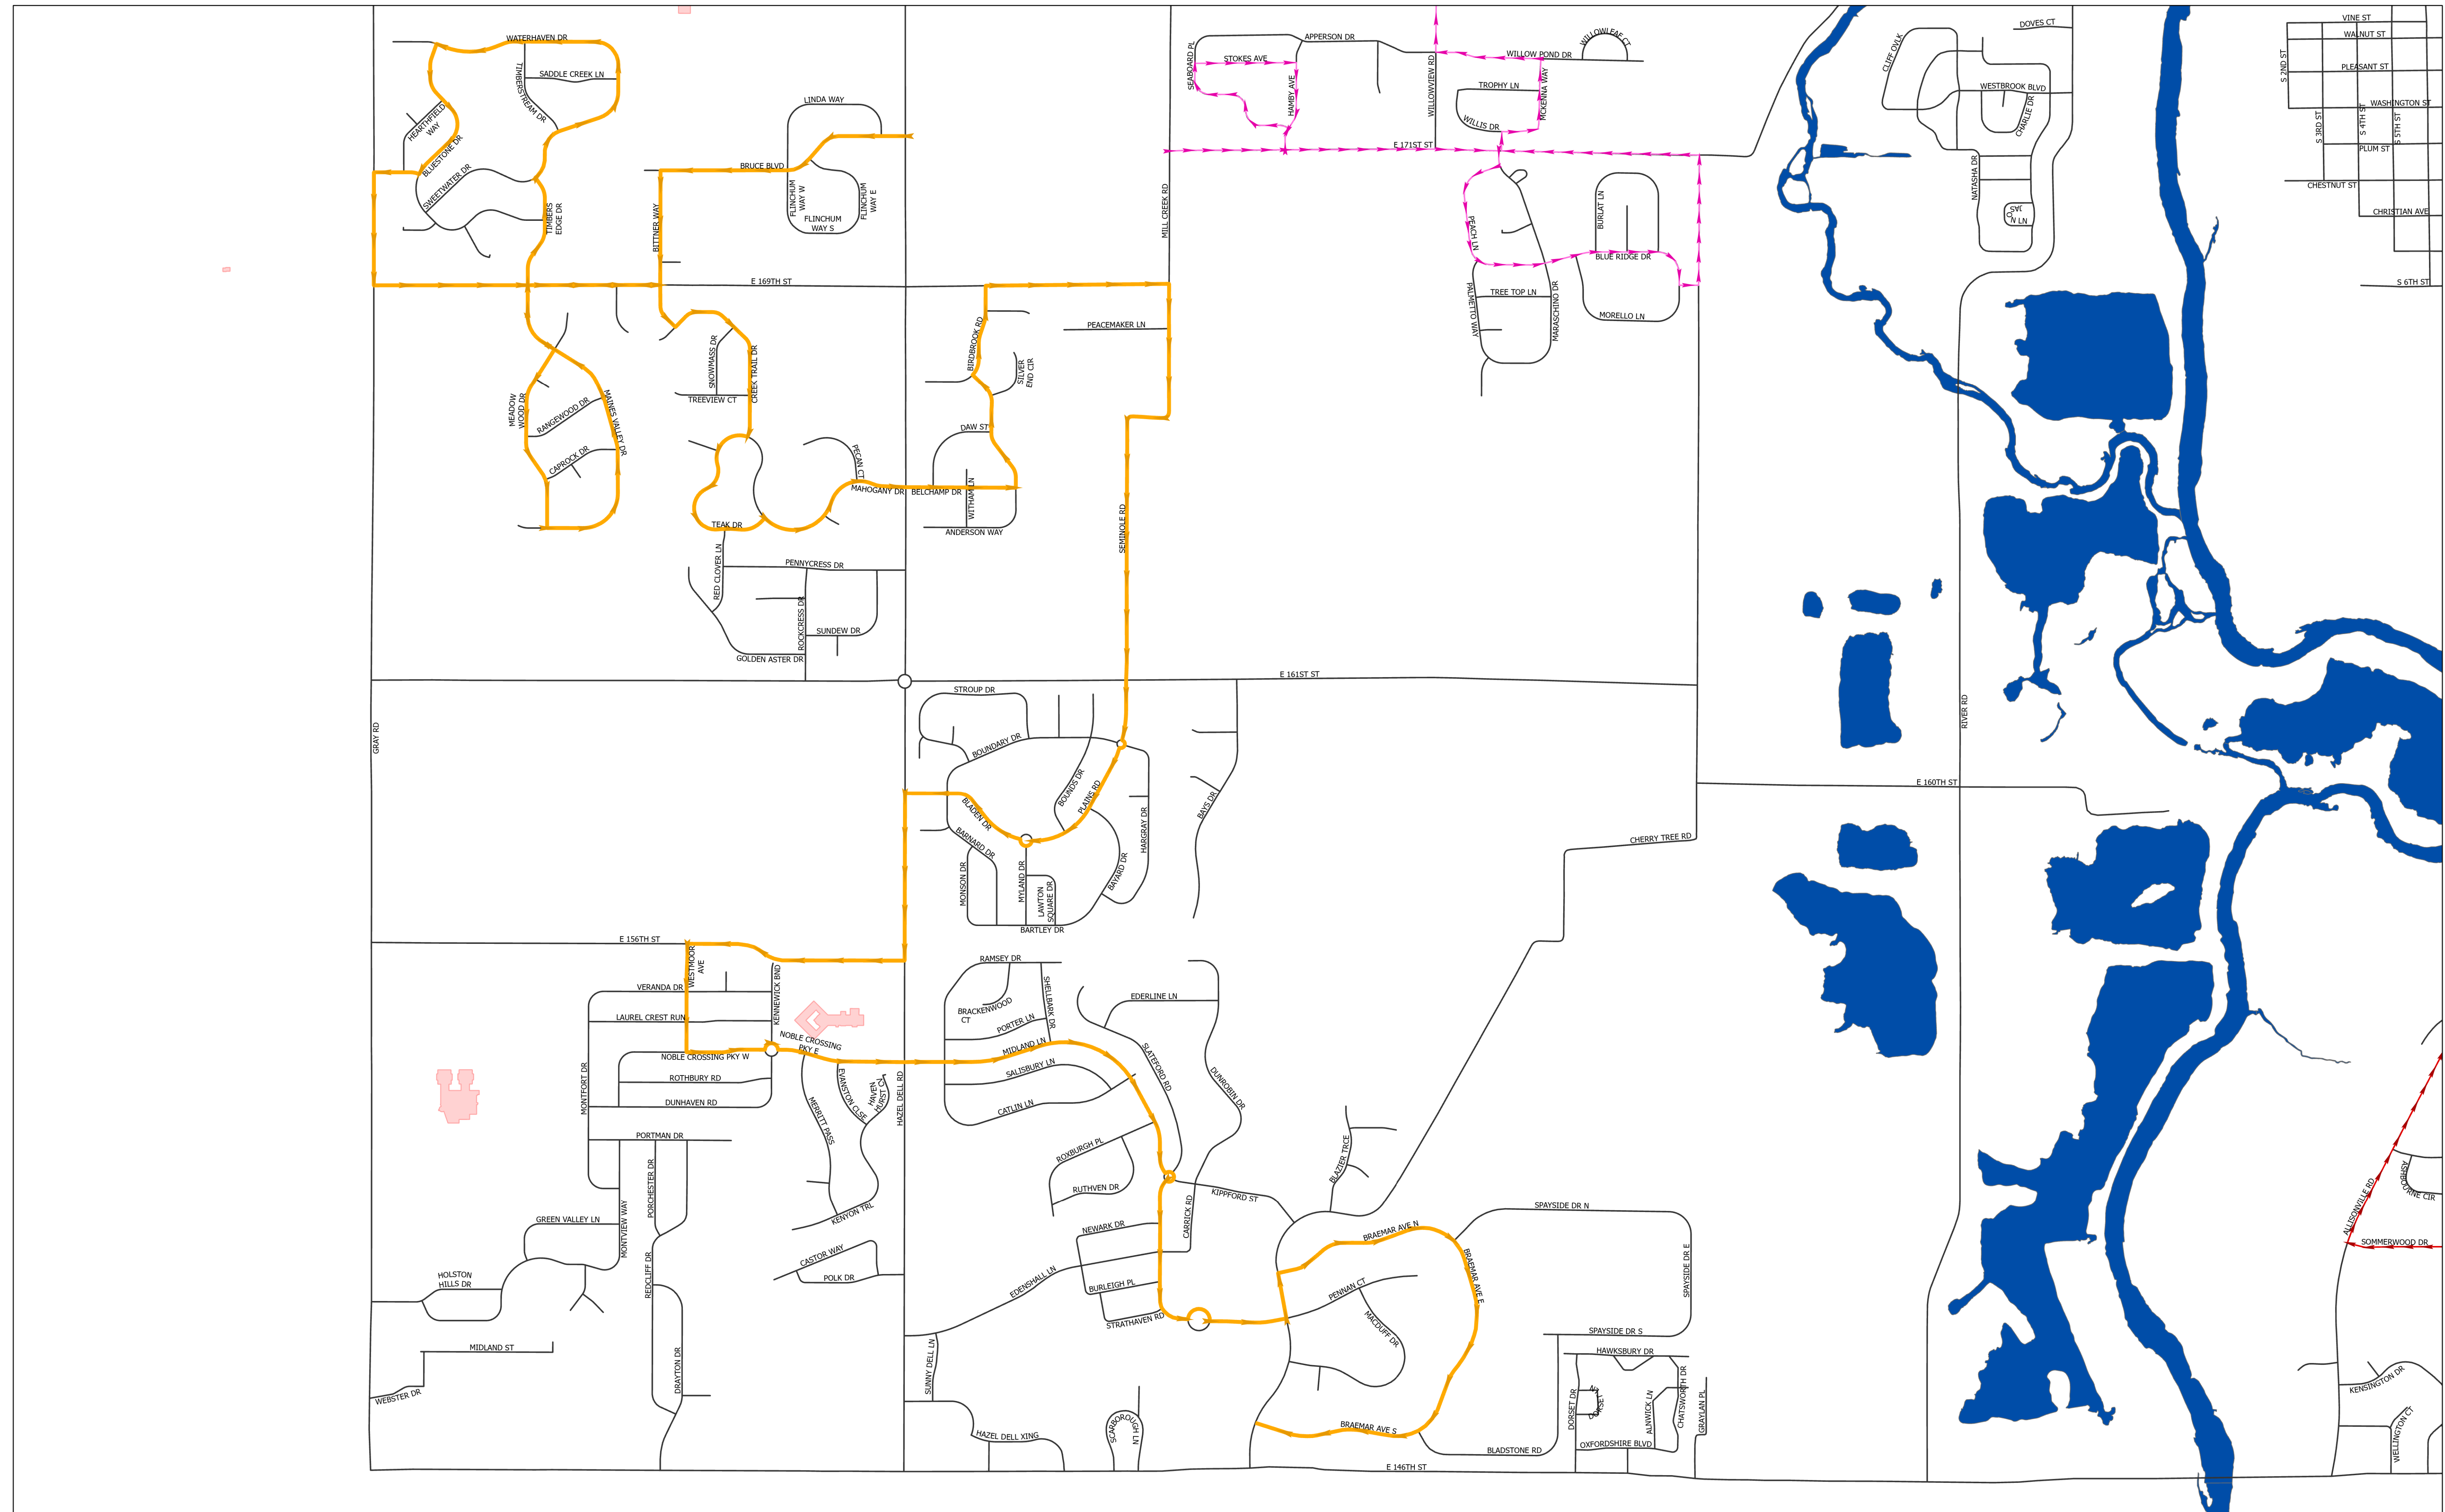 WATERHAVEN DR
SADDLE CREEK LN
TIMBERSTREAM DR
HEARTHFIELD
WAY
BLUESTONE DR
SWEETWATER DR
TIMBERS
EDGE DR
LINDA WAY
BRUCE BLVD
BITTNER WAY
FLINCHUM
WAY W
FLINCHUM
WAY E
FLINCHUM
WAY S
E 169TH ST
SEABOARD PL
STOKES AVE
APPERSON DR
HAMBY AVE
WILLOWVIEW RD
WILLOWLEAF CT
WILLOW POND DR
TROPHY LN
MCKENNA WAY
WILLIS DR
E 171ST ST
MILL CREEK RD
PEACH LN
BURLAT LN
BLUE RIDGE DR
PALMETTO WAY
TREE TOP LN
MARASCHINO DR
MORELLO LN
DOVES CT
CLIFF OVLK
WESTBROOK BLVD
CHARLIE DR
NATASHA DR
JAS
ON LN
VINE ST
WALNUT ST
S 2ND ST
PLEASANT ST
WASHINGTON ST
S 3RD ST
S 4TH ST
S 5TH ST
PLUM ST
CHESTNUT ST
CHRISTIAN AVE
S 6TH ST
PEACEMAKER LN
BIRDBROOK RD
SILVER
END CIR
SNOWMASS DR
CREEK TRAIL DR
TREEVIEW CT
MEADOW
WOOD DR
RANGEWOOD DR
MAINES VALLEY DR
CAPROCK DR
DAW ST
PECAN CT
MAHOGANY DR
BELCHAMP DR
WITHAM LN
ANDERSON WAY
TEAK DR
SEMINOLE RD
RED CLOVER LN
PENNYCRESS DR
ROCKCRESS DR
SUNDEW DR
GOLDEN ASTER DR
E 161ST ST
STROUP DR
BOUNDARY DR
GRAY RD
RIVER RD
BOUNDS DR
PLAINS RD
BLADEN DR
BARNARD DR
HARGRAY DR
BAYS DR
E 160TH ST
CHERRY TREE RD
MONSON DR
MYLAND DR
LAWTON
SQUARE DR
BAYARD DR
BARTLEY DR
E 156TH ST
WESTMOOR
AVE
RAMSEY DR
VERANDA DR
KENNEWICK BND
BRACKENWOOD
CT
SHELLBARK DR
EDERLINE LN
LAUREL CREST RUN
PORTER LN
NOBLE CROSSING
PKY E
NOBLE CROSSING PKY W
MIDLAND LN
SALISBURY LN
SLATEFORD RD
DUNROBIN DR
ROTHBURY RD
MONTFORT DR
DUNHAVEN RD
EVANSTON CLSE
HAVEN
HURST CT
HAZEL DELL RD
CATLIN LN
MERRITT PASS
PORTMAN DR
ROXBURGH PL
BLAZIER TRCE
PORCHESTER DR
RUTHVEN DR
KIPPFORD ST
ASHBO
URNE CIR
ALLISONVILLE RD
SOMMERWOOD DR
GREEN VALLEY LN
MONTVIEW WAY
KENYON TRL
NEWARK DR
CARRICK RD
BRAEMAR AVE N
SPAYSIDE DR N
CASTOR WAY
POLK DR
REDCLIFF DR
EDENSHALL LN
BURLEIGH PL
BRAEMAR AVE E
SPAYSIDE DR E
HOLSTON
HILLS DR
PENNAN CT
STRATHAVEN RD
MACDUFF DR
SPAYSIDE DR S
MIDLAND ST
HAWKSBURY DR
WEBSTER DR
DRAYTON DR
SUNNY DELL LN
DORSET DR
DORSET
ALNWICK LN
CHATSWORTH DR
GRAYLAN PL
KENSINGTON DR
WELLINGTON CT
SCARBOROUGH LN
HAZEL DELL XING
BRAEMAR AVE S
BLADSTONE RD
OXFORDSHIRE BLVD
E 146TH ST